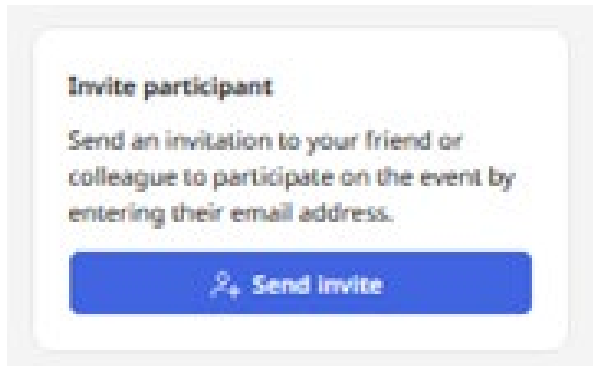 Invite participant
Send an invitation to your friend or
colleague to participate on the event by
entering their email address.
Send invite